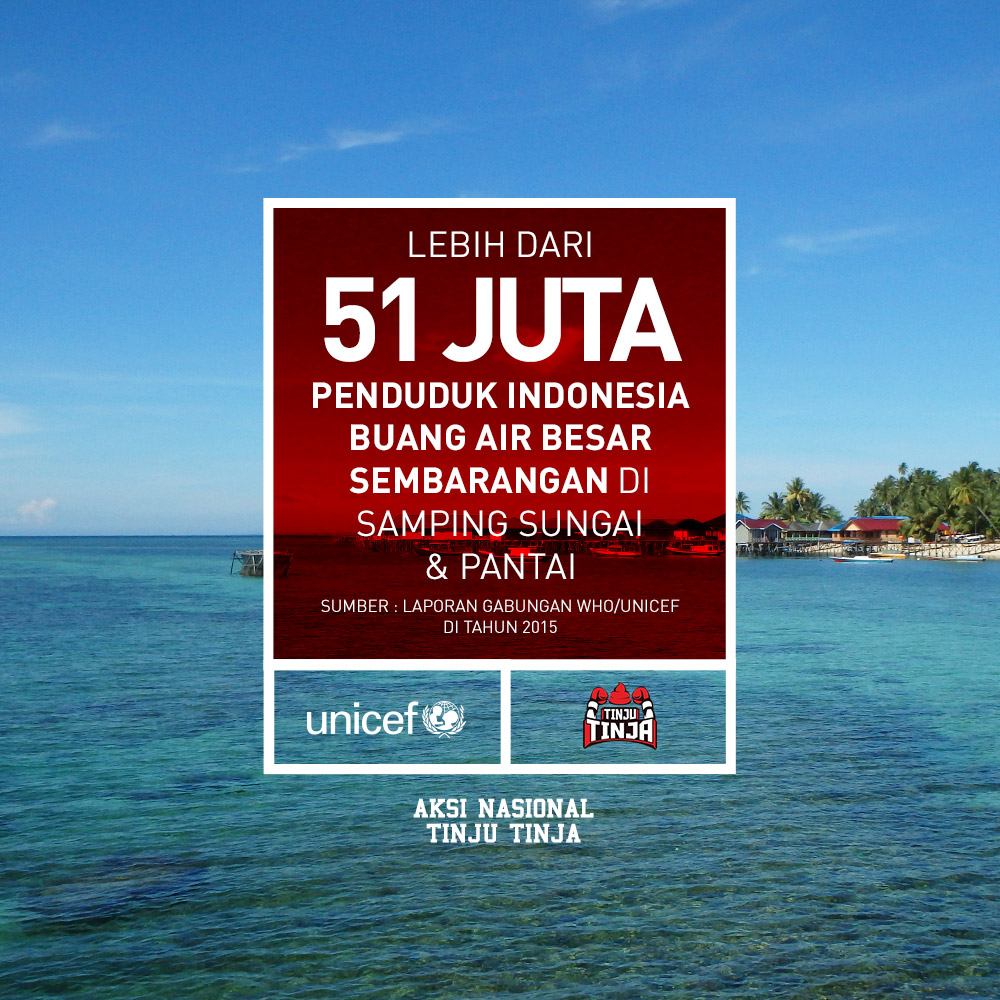 LEBIH DARI
51 JUTA
PENDUDUK INDONESIA
BUANG AIR BESAR
SEMBARANGAN DI
SAMPING SUNGAI
& PANTAI
SUMBER : LAPORAN GABUNGAN WHO/UNICEF
DI TAHUN 2015
unicef
TINJU
TINJA
AKSI NASIONAL
TINJU TINJA